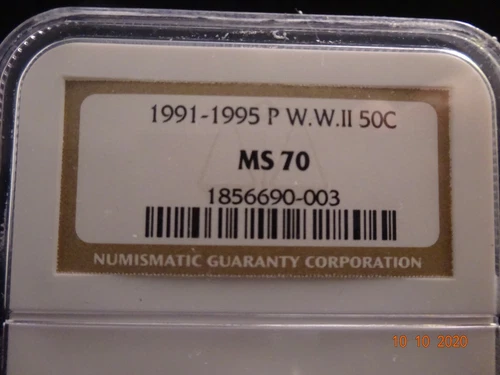 1991-1995 P W.W.II 50C
MS 70
1856690-003
NUMISMATIC GUARANTY CORPORATION
10 10 2020